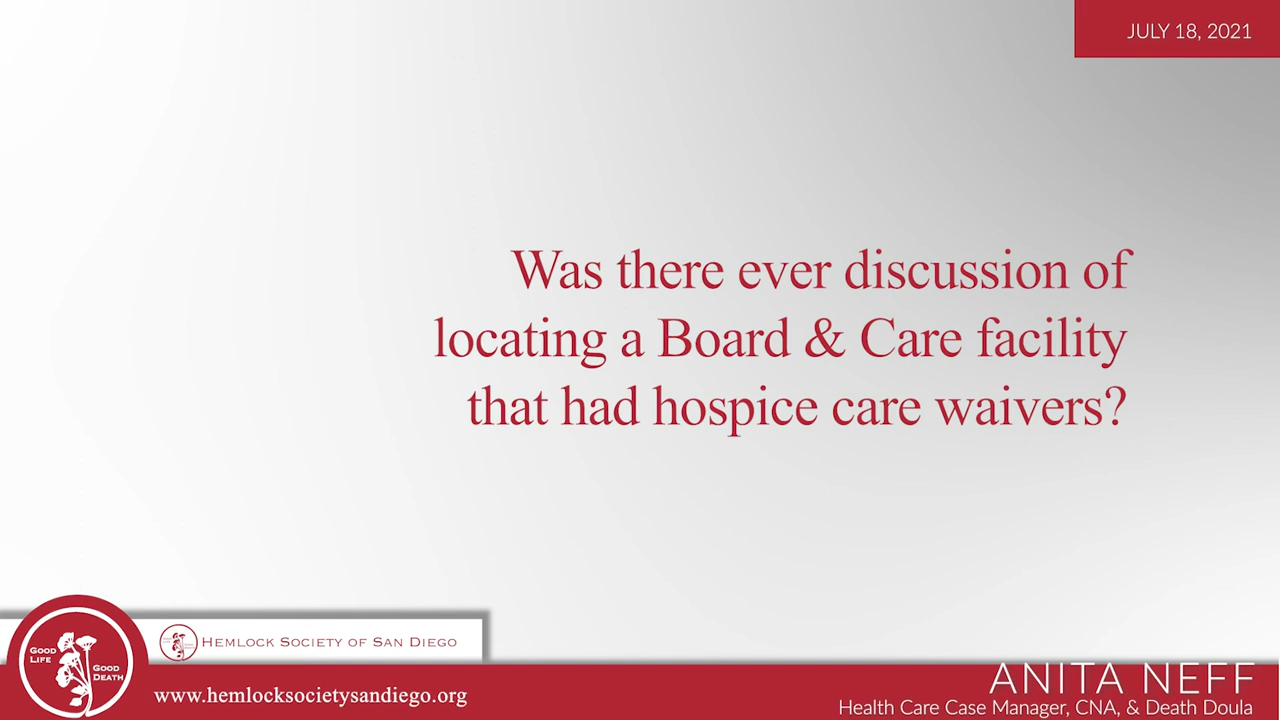 JULY 18, 2021
Was there ever discussion of
locating a Board & Care facility
that had hospice care waivers?
GOOD
LIFE
GOOD
DEATH
HEMLOCK SOCIETY OF SAN DIEGO
www.hemlocksocietysandiego.org
ANITA NEFF
Health Care Case Manager, CNA, & Death Doula